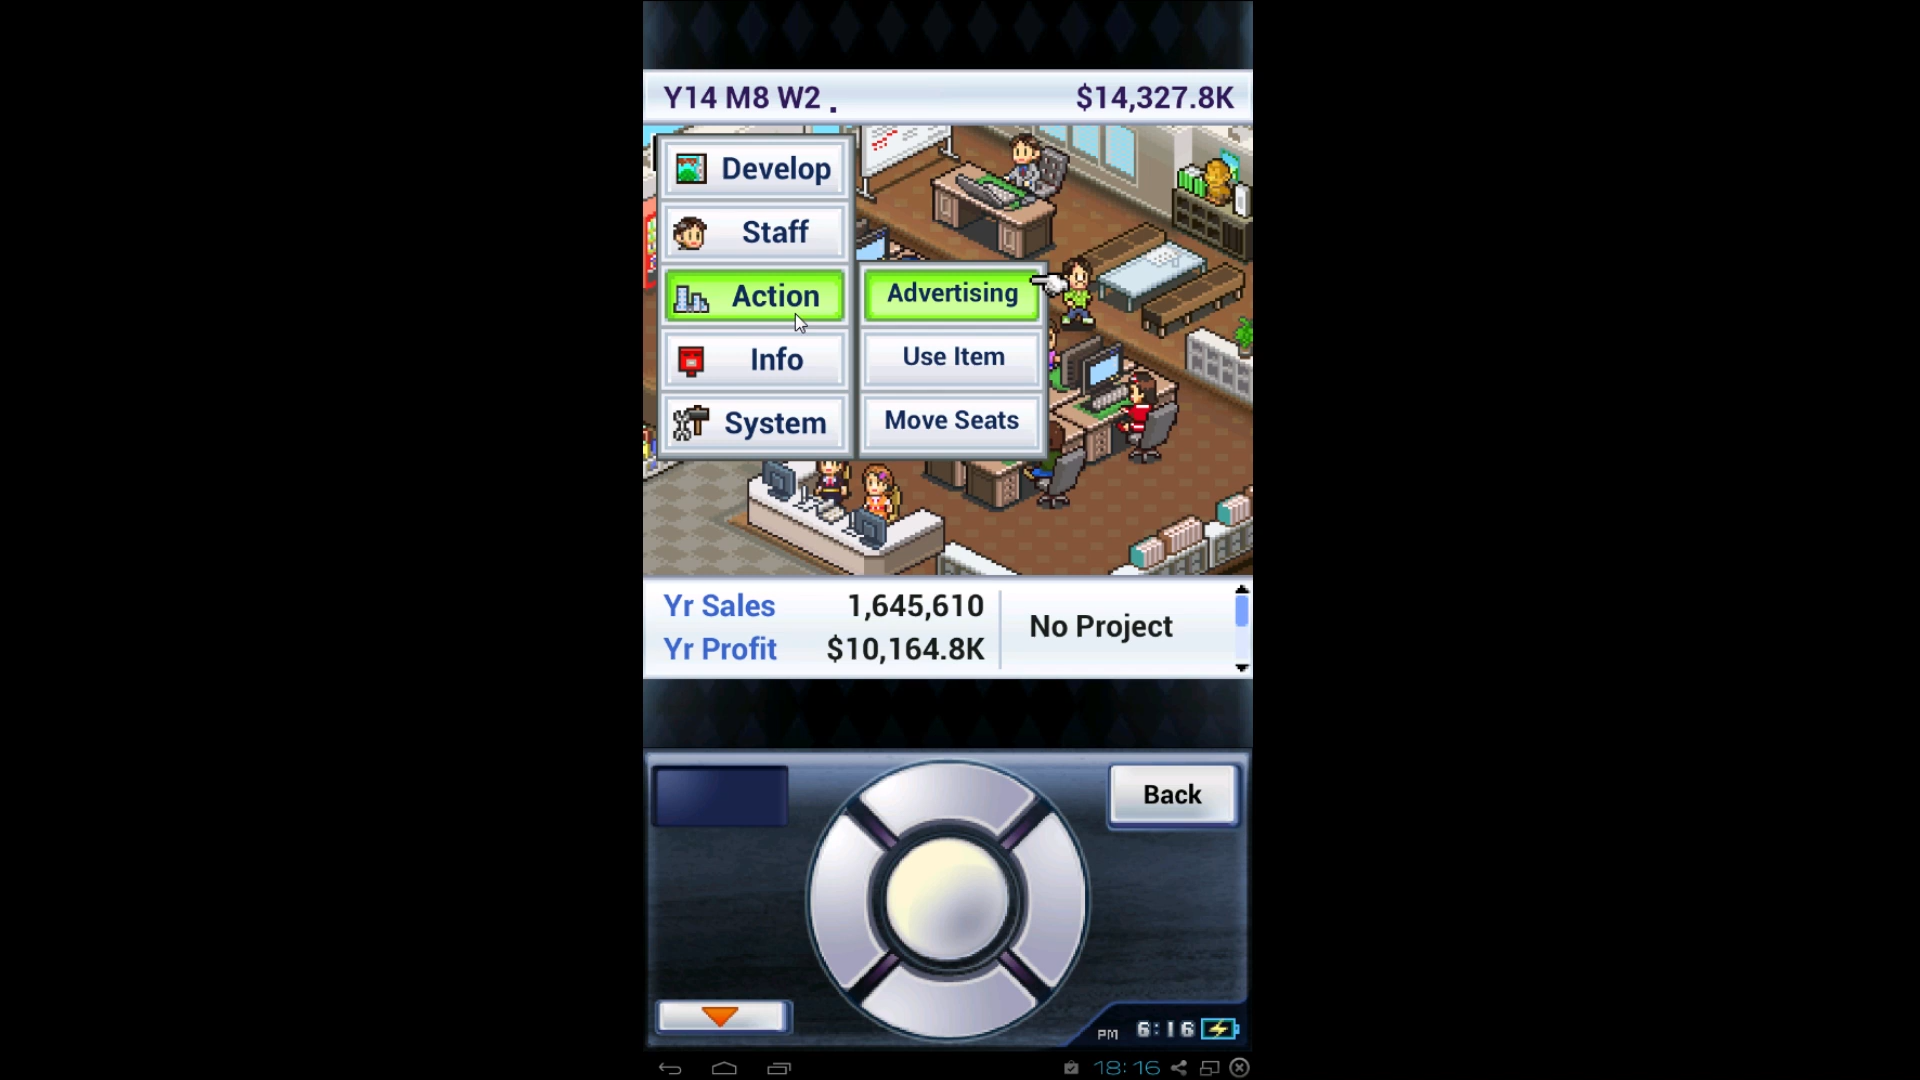 Y14 M8 W2 . $14,327.8K
Develop
Staff
Action
Advertising
Info
Use Item
System
Move Seats
Yr Sales 1,645,610
No Project
Yr Profit $10,164.8K
Back
PM 6:16
18:16